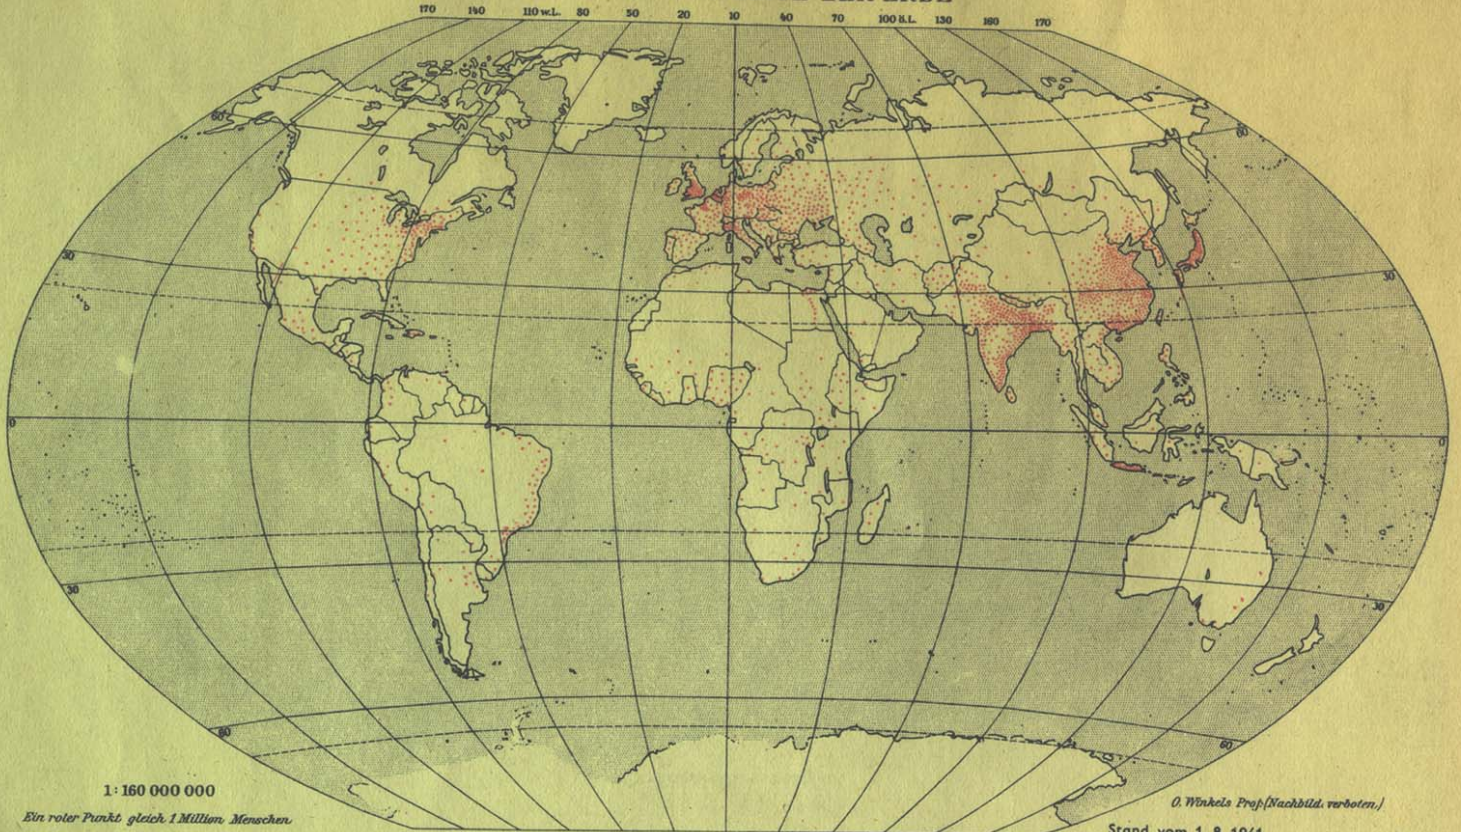 170 140 110 w.L. 80 50 20 10 40 70 100 ö.L. 130 160 170
60 60
30 30
0 0
30 30
60 60
1:160 000 000
Ein roter Punkt gleich 1 Million Menschen
O. Winkels Prop. (Nachbild. verboten.)